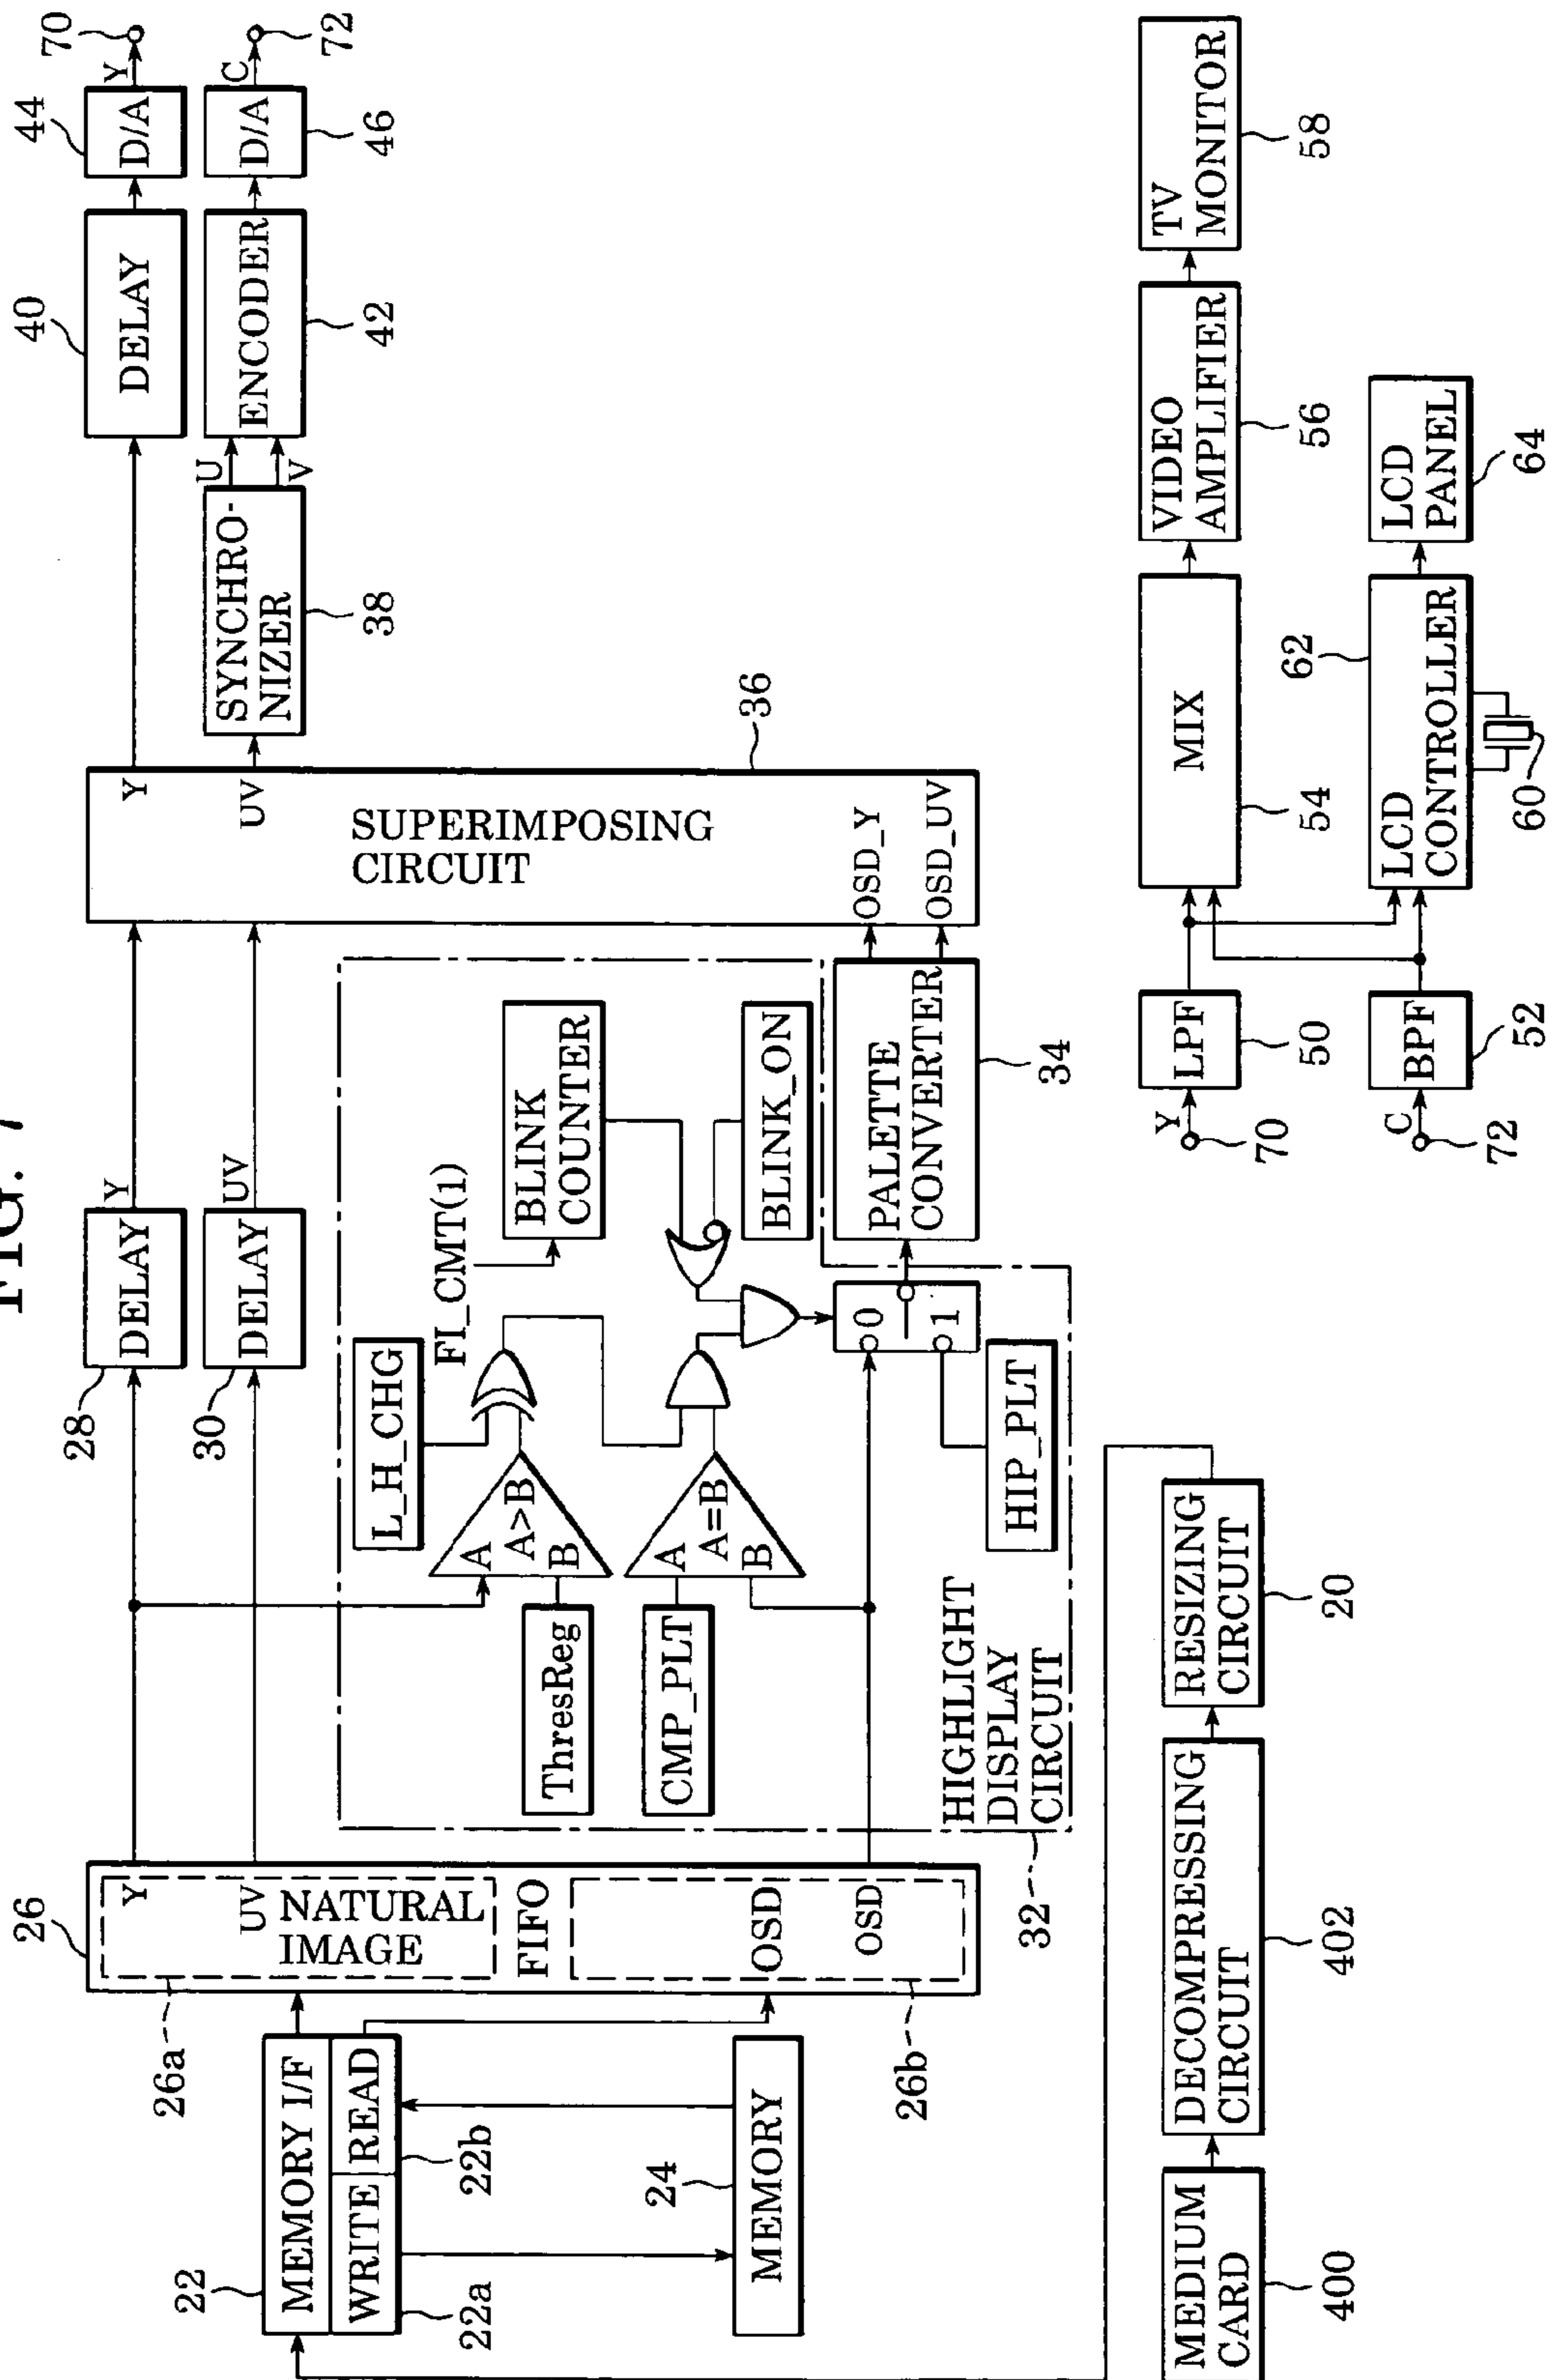 FIG. 7
22
MEMORY I/F
WRITE
READ
22a
22b
24
MEMORY
26
Y
UV
NATURAL
IMAGE
FIFO
OSD
OSD
26a
26b
28
DELAY
Y
30
DELAY
UV
L_H_CHG
FI_CMT(1)
BLINK
COUNTER
A
A>B
B
ThresReg
A
A=B
B
CMP_PLT
BLINK_ON
0
1
HIP_PLT
HIGHLIGHT
DISPLAY
CIRCUIT
32
PALETTE
CONVERTER
34
Y
UV
SUPERIMPOSING
CIRCUIT
OSD_Y
OSD_UV
36
SYNCHRO-
NIZER
38
U
V
40
DELAY
ENCODER
42
44
D/A
Y
70
D/A
46
C
72
MEDIUM
CARD
400
DECOMPRESSING
CIRCUIT
402
RESIZING
CIRCUIT
20
Y
70
LPF
50
C
72
BPF
52
MIX
54
VIDEO
AMPLIFIER
56
TV
MONITOR
58
62
LCD
CONTROLLER
60
LCD
PANEL
64